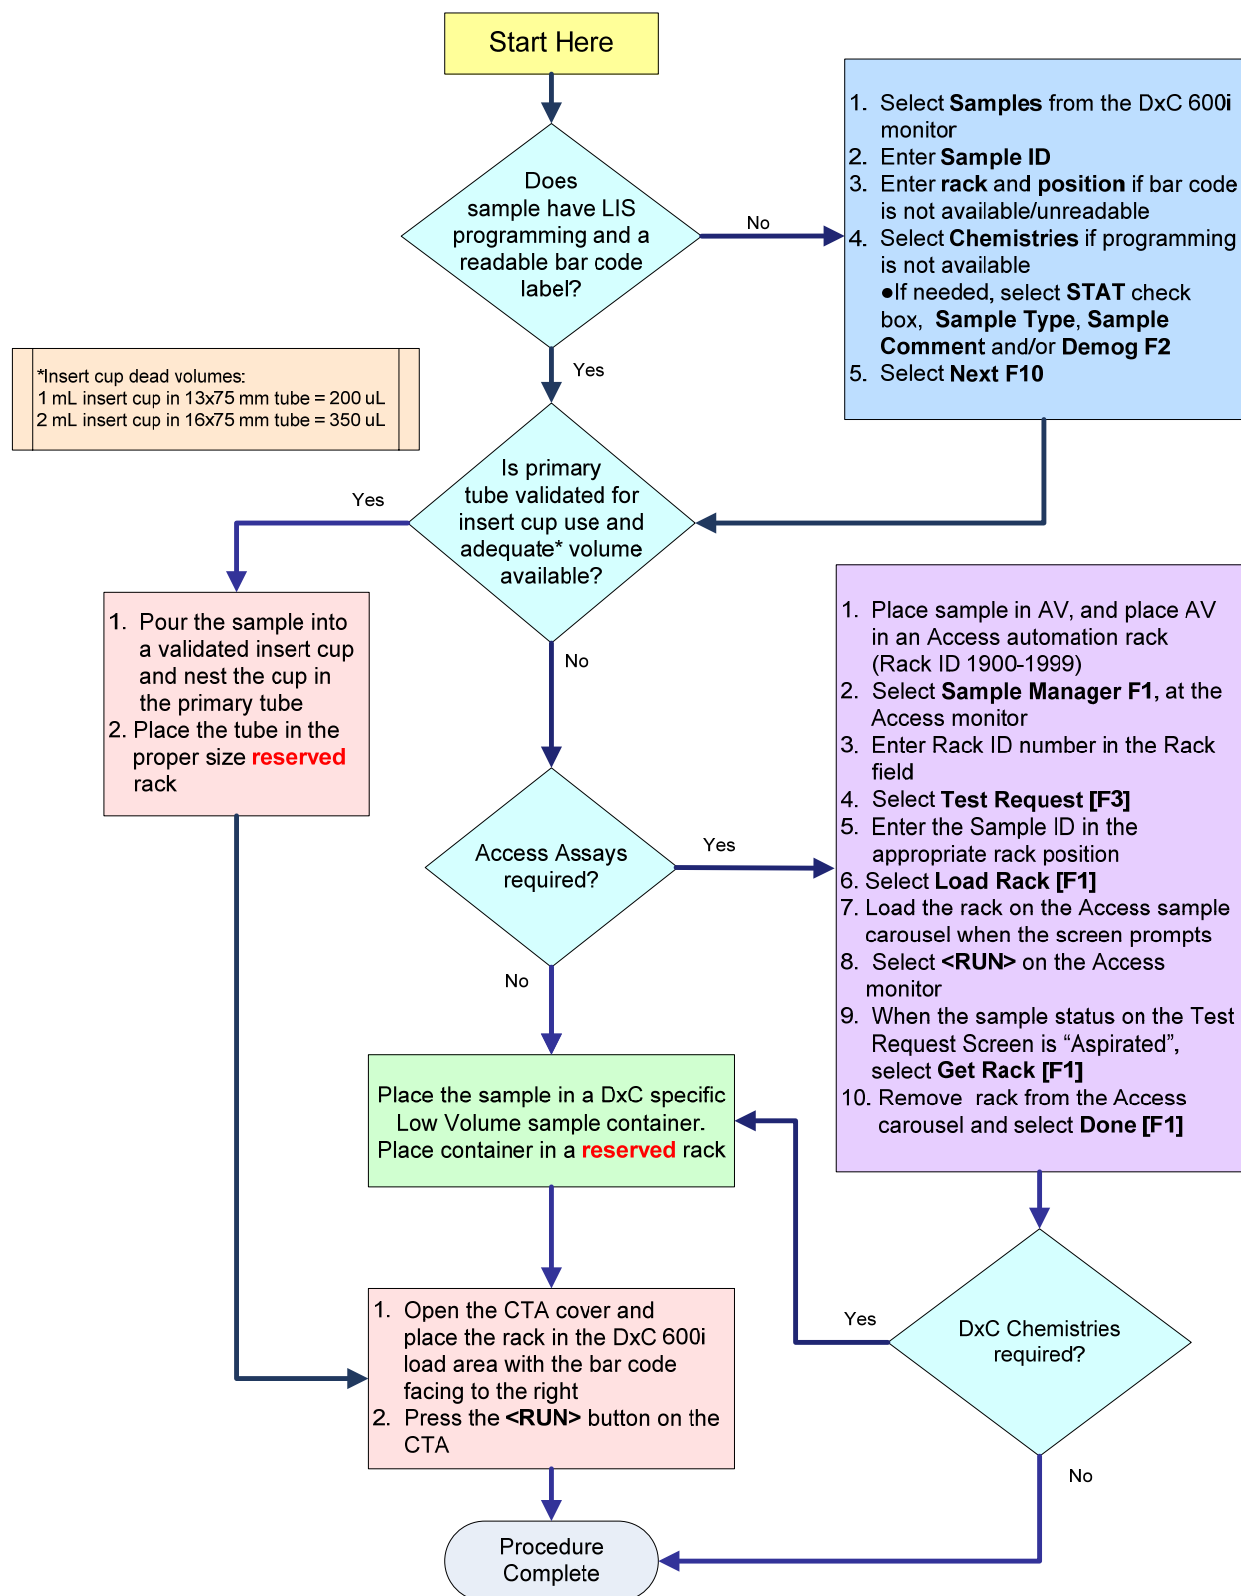 Start Here
Does
sample have LIS
programming and a
readable bar code
label?
No
1. Select Samples from the DxC 600i
monitor
2. Enter Sample ID
3. Enter rack and position if bar code
is not available/unreadable
4. Select Chemistries if programming
is not available
●If needed, select STAT check
box, Sample Type, Sample
Comment and/or Demog F2
5. Select Next F10
Yes
*Insert cup dead volumes:
1 mL insert cup in 13x75 mm tube = 200 uL
2 mL insert cup in 16x75 mm tube = 350 uL
Is primary
tube validated for
insert cup use and
adequate* volume
available?
Yes
No
1. Pour the sample into
a validated insert cup
and nest the cup in
the primary tube
2. Place the tube in the
proper size reserved
rack
Access Assays
required?
Yes
No
1. Place sample in AV, and place AV
in an Access automation rack
(Rack ID 1900-1999)
2. Select Sample Manager F1, at the
Access monitor
3. Enter Rack ID number in the Rack
field
4. Select Test Request [F3]
5. Enter the Sample ID in the
appropriate rack position
6. Select Load Rack [F1]
7. Load the rack on the Access sample
carousel when the screen prompts
8. Select <RUN> on the Access
monitor
9. When the sample status on the Test
Request Screen is “Aspirated”,
select Get Rack [F1]
10. Remove rack from the Access
carousel and select Done [F1]
Place the sample in a DxC specific
Low Volume sample container.
Place container in a reserved rack
DxC Chemistries
required?
Yes
No
1. Open the CTA cover and
place the rack in the DxC 600i
load area with the bar code
facing to the right
2. Press the <RUN> button on the
CTA
Procedure
Complete